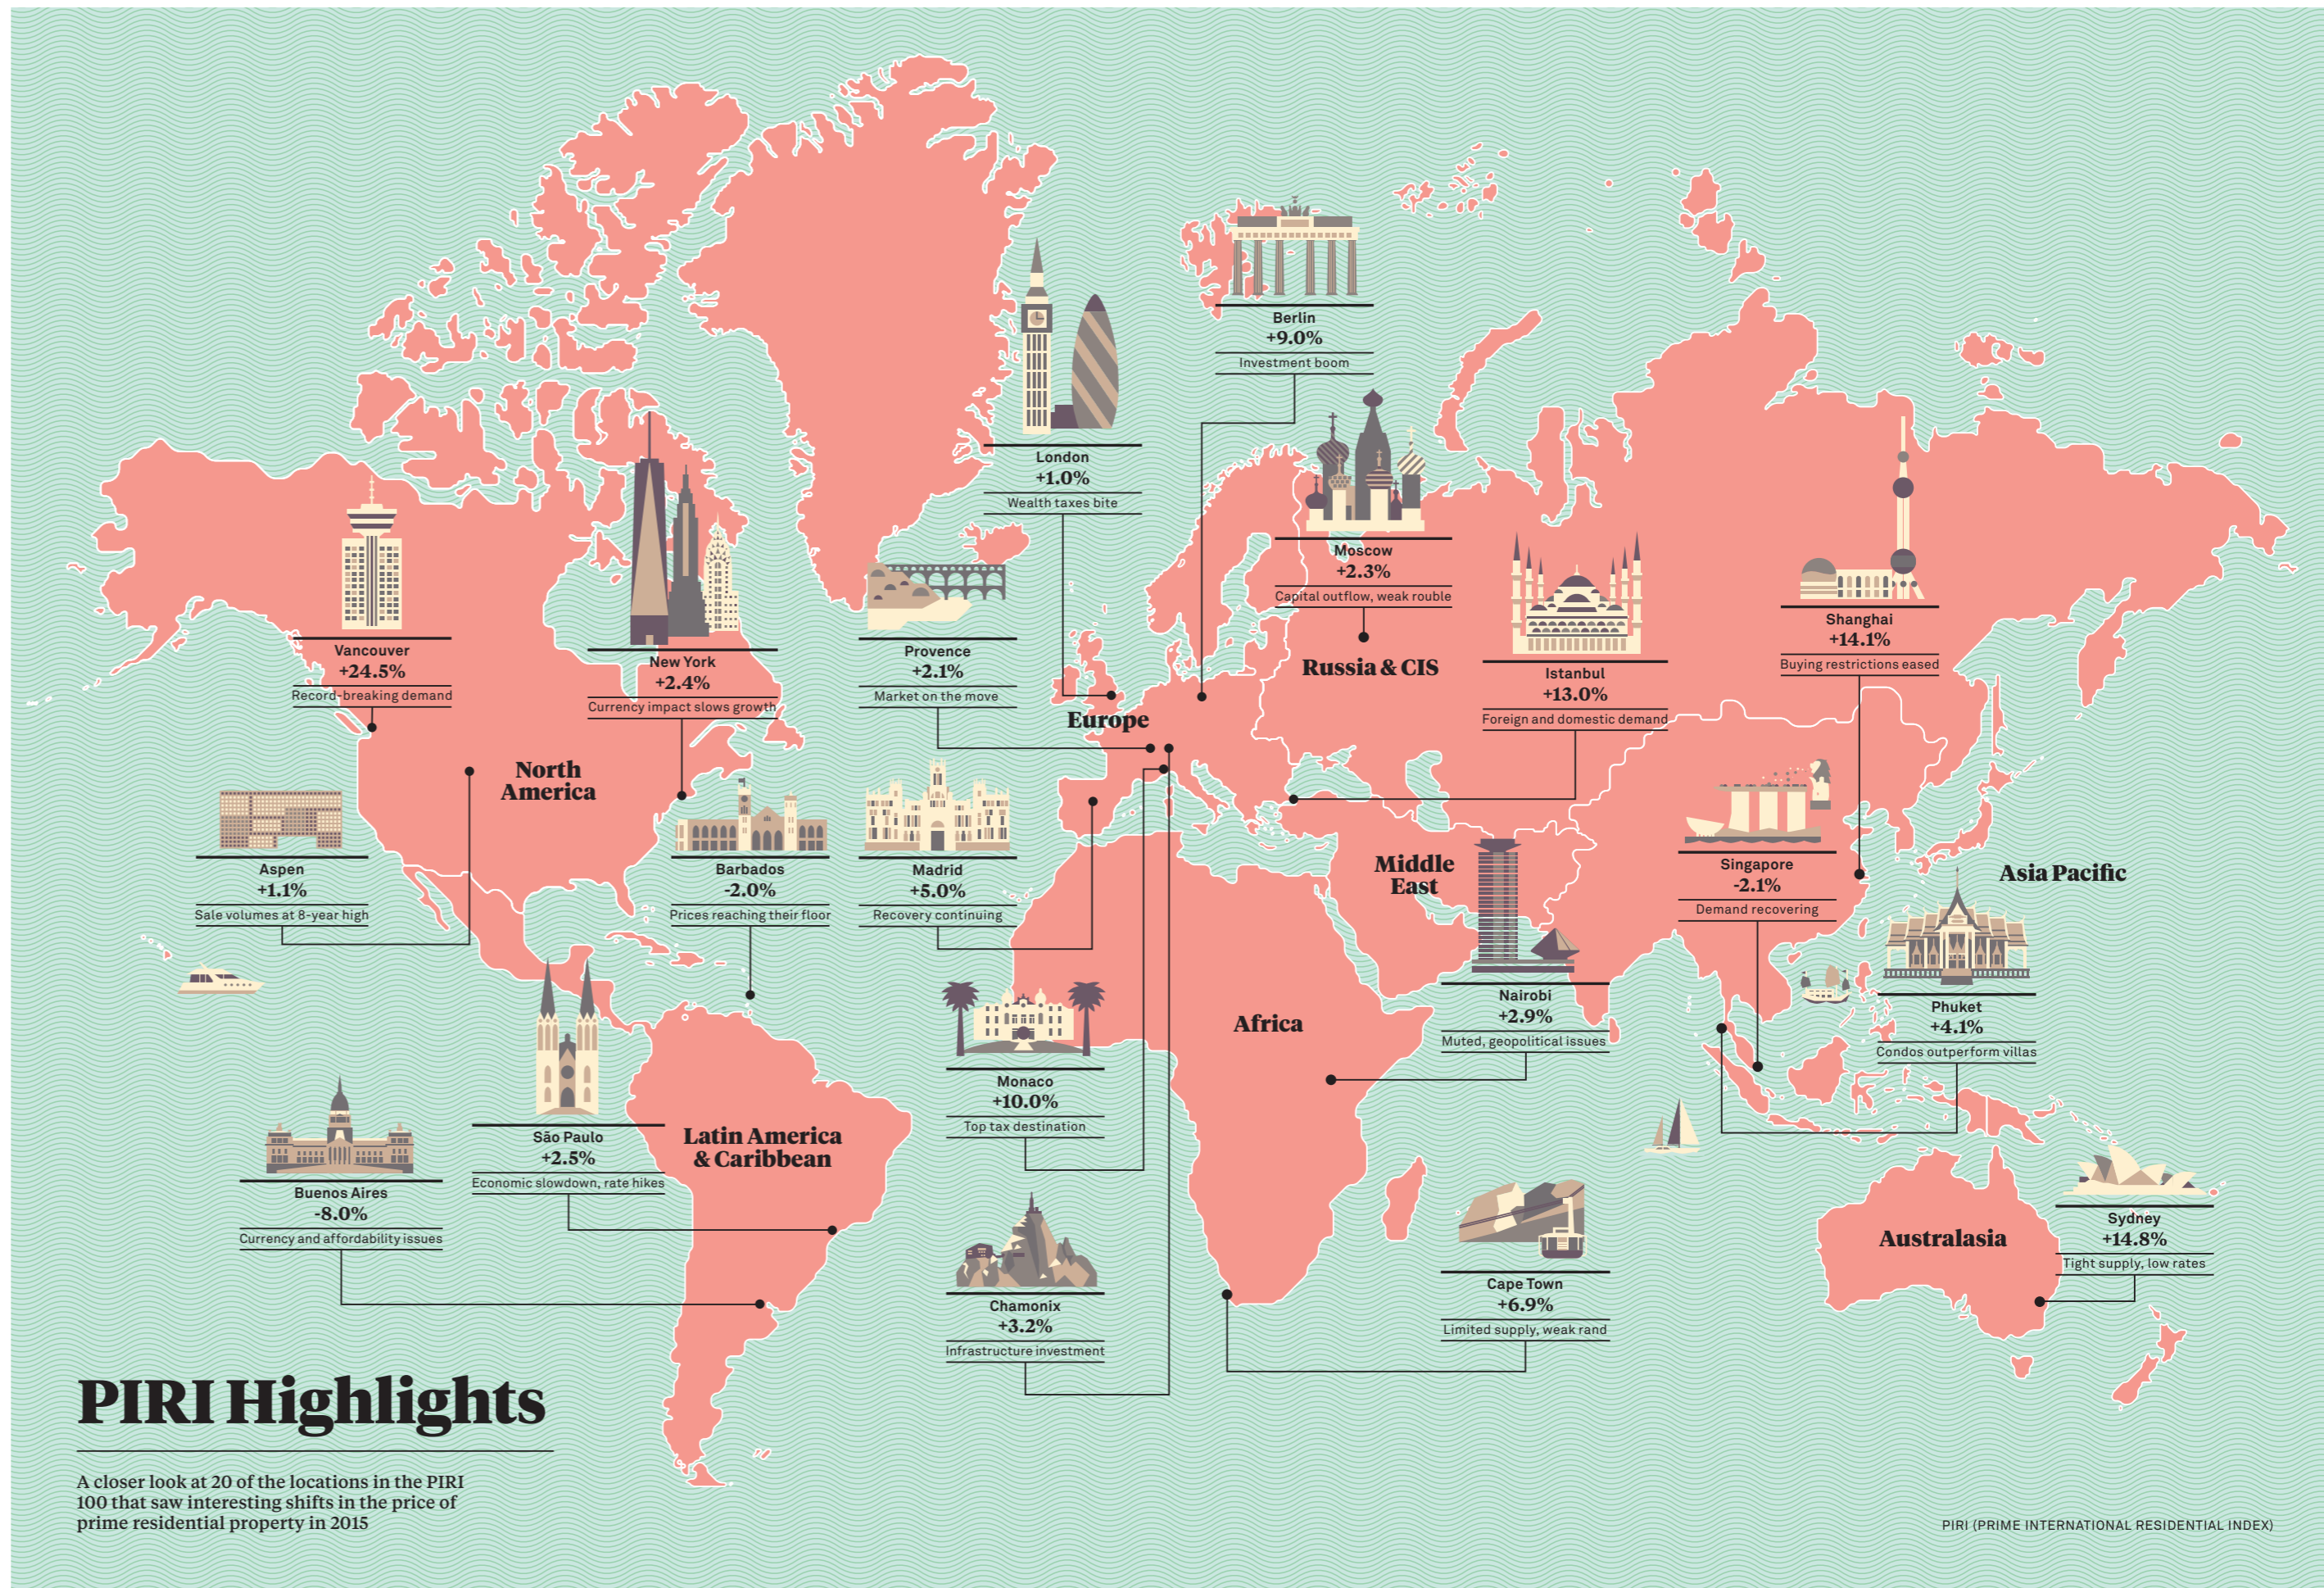 Berlin
+9.0%
Investment boom
London
+1.0%
Wealth taxes bite
Moscow
+2.3%
Capital outflow, weak rouble
Russia & CIS
Vancouver
+24.5%
Record-breaking demand
New York
+2.4%
Currency impact slows growth
Provence
+2.1%
Market on the move
Istanbul
+13.0%
Foreign and domestic demand
Shanghai
+14.1%
Buying restrictions eased
Europe
North
America
Aspen
+1.1%
Sale volumes at 8-year high
Barbados
-2.0%
Prices reaching their floor
Madrid
+5.0%
Recovery continuing
Middle
East
Singapore
-2.1%
Demand recovering
Asia Pacific
Africa
Nairobi
+2.9%
Muted, geopolitical issues
Phuket
+4.1%
Condos outperform villas
Monaco
+10.0%
Top tax destination
São Paulo
+2.5%
Economic slowdown, rate hikes
Latin America
& Caribbean
Buenos Aires
-8.0%
Currency and affordability issues
Chamonix
+3.2%
Infrastructure investment
Cape Town
+6.9%
Limited supply, weak rand
Australasia
Sydney
+14.8%
Tight supply, low rates
PIRI Highlights
A closer look at 20 of the locations in the PIRI
100 that saw interesting shifts in the price of
prime residential property in 2015
PIRI (PRIME INTERNATIONAL RESIDENTIAL INDEX)